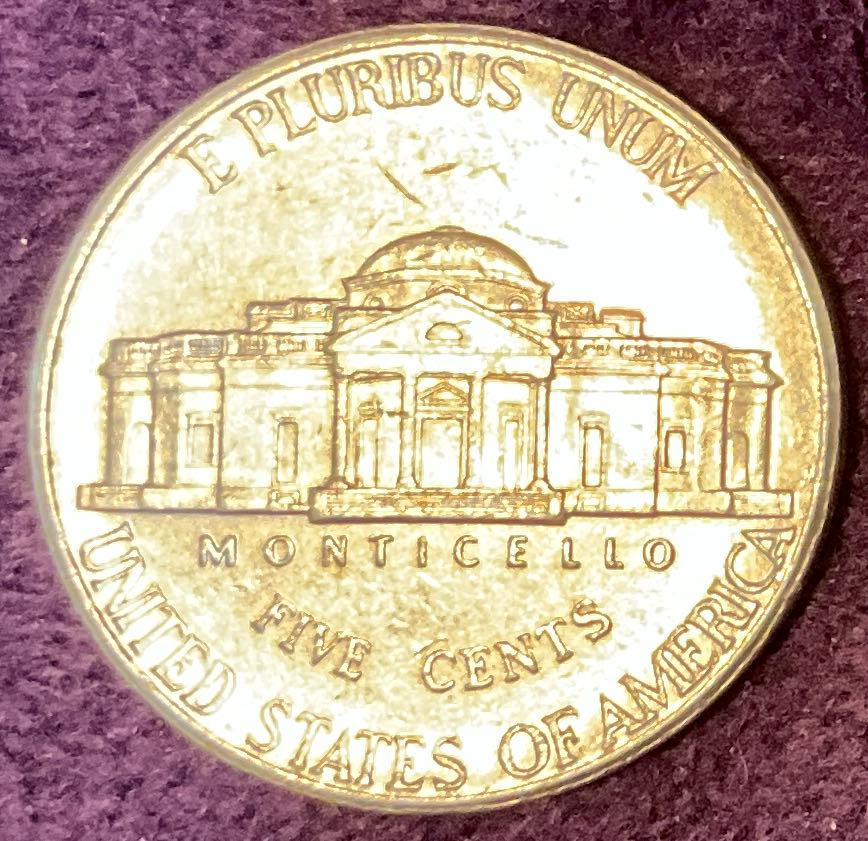 E PLURIBUS UNUM
MONTICELLO
FIVE CENTS
UNITED STATES OF AMERICA